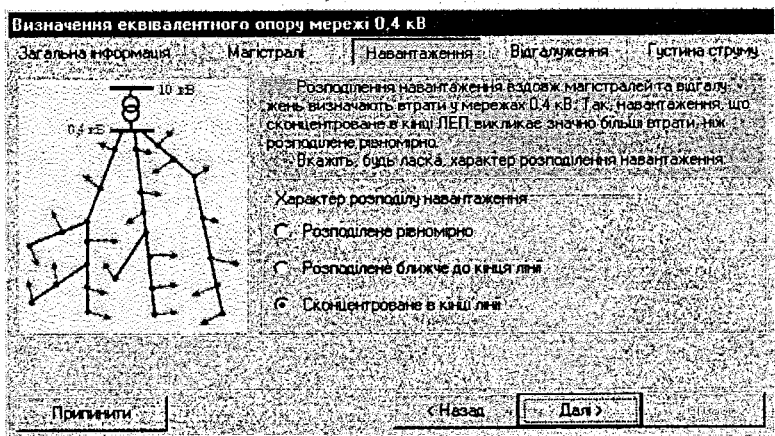 Визначення еквівалентного опору мережі 0,4 кВ
Загальна інформація Магістралі Навантаження Відгалуження Густина струму
10 кВ
0,4 кВ
Розподілення навантаження вздовж магістралей та відгалу-
жень визначають втрати у мережах 0,4 кВ. Так, навантаження, що
сконцентроване в кінці ЛЕП викликає значно більші втрати, ніж
розподілене рівномірно.
Вкажіть, будь ласка, характер розподілення навантаження.
Характер розподілу навантаження
Розподілене рівномірно
Розподілене ближче до кінця лінії
Сконцентроване в кінці лінії
Припинити < Назад Далі >